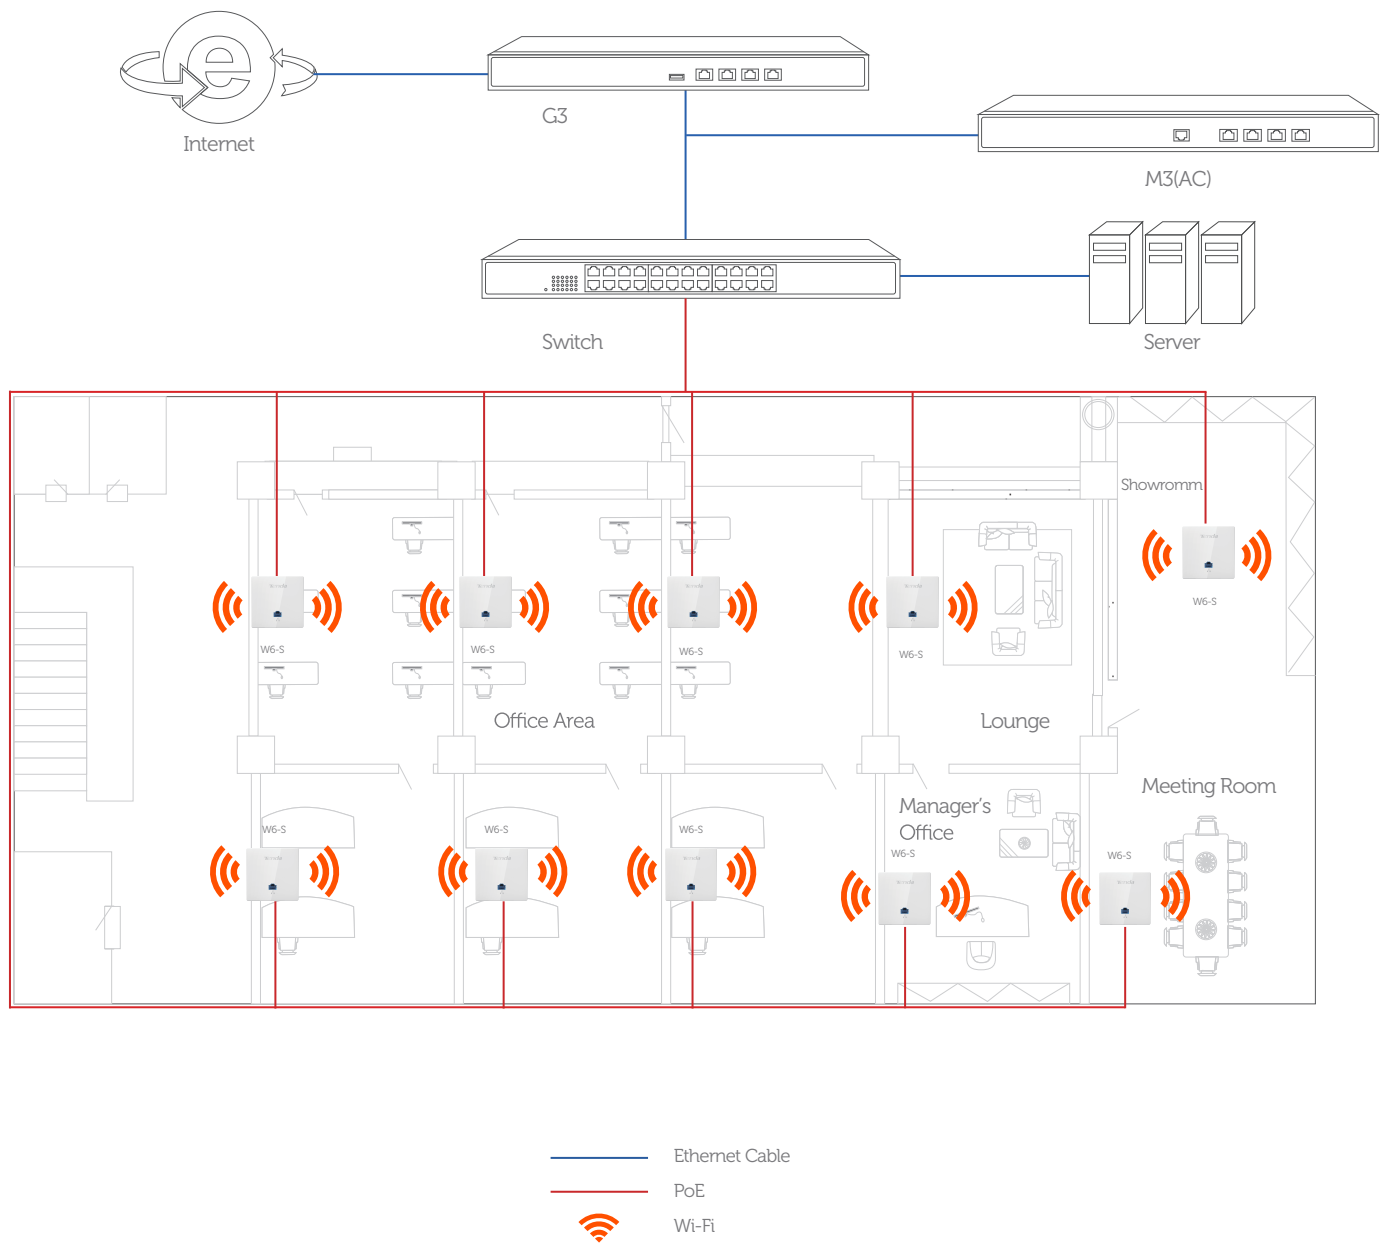 Internet
G3
M3(AC)
Switch
Server
Showromm
W6-S
W6-S
W6-S
W6-S
W6-S
Office Area
Lounge
Meeting Room
Manager's
Office
W6-S
W6-S
W6-S
W6-S
W6-S
Ethernet Cable
PoE
Wi-Fi